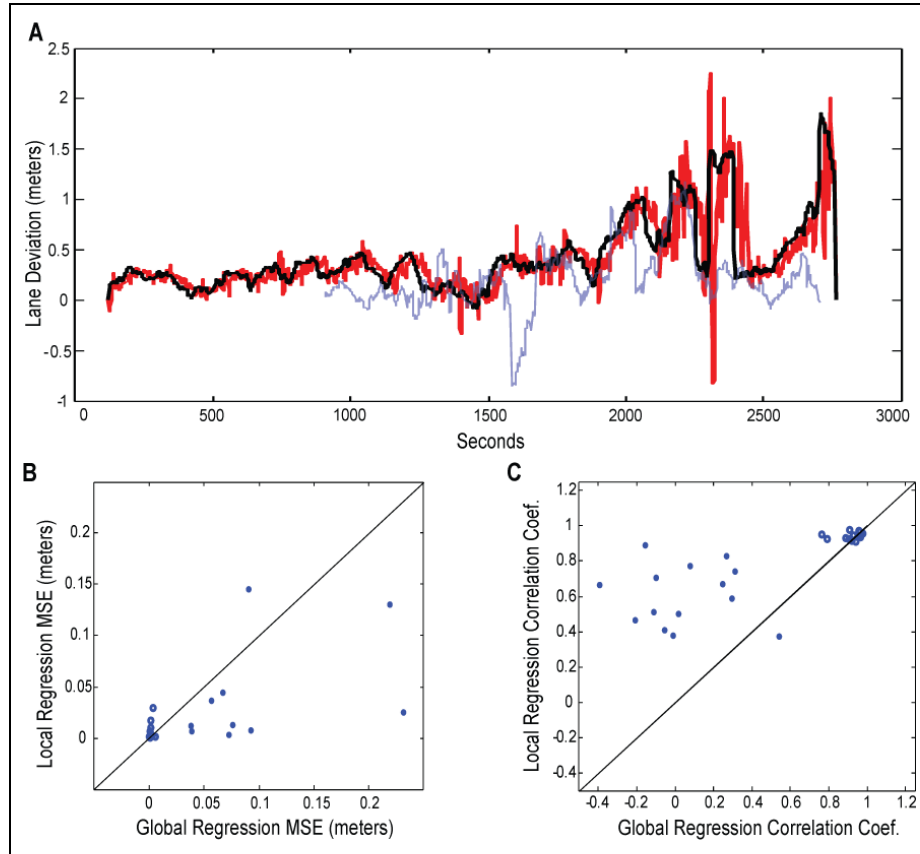 A
Lane Deviation (meters)
2.5
2
1.5
1
0.5
0
-0.5
-1
0 500 1000 1500 2000 2500 3000
Seconds
B
Local Regression MSE (meters)
0.2
0.15
0.1
0.05
0
0 0.05 0.1 0.15 0.2
Global Regression MSE (meters)
C
Local Regression Correlation Coef.
1.2
1
0.8
0.6
0.4
0.2
0
-0.2
-0.4
-0.4 -0.2 0 0.2 0.4 0.6 0.8 1 1.2
Global Regression Correlation Coef.